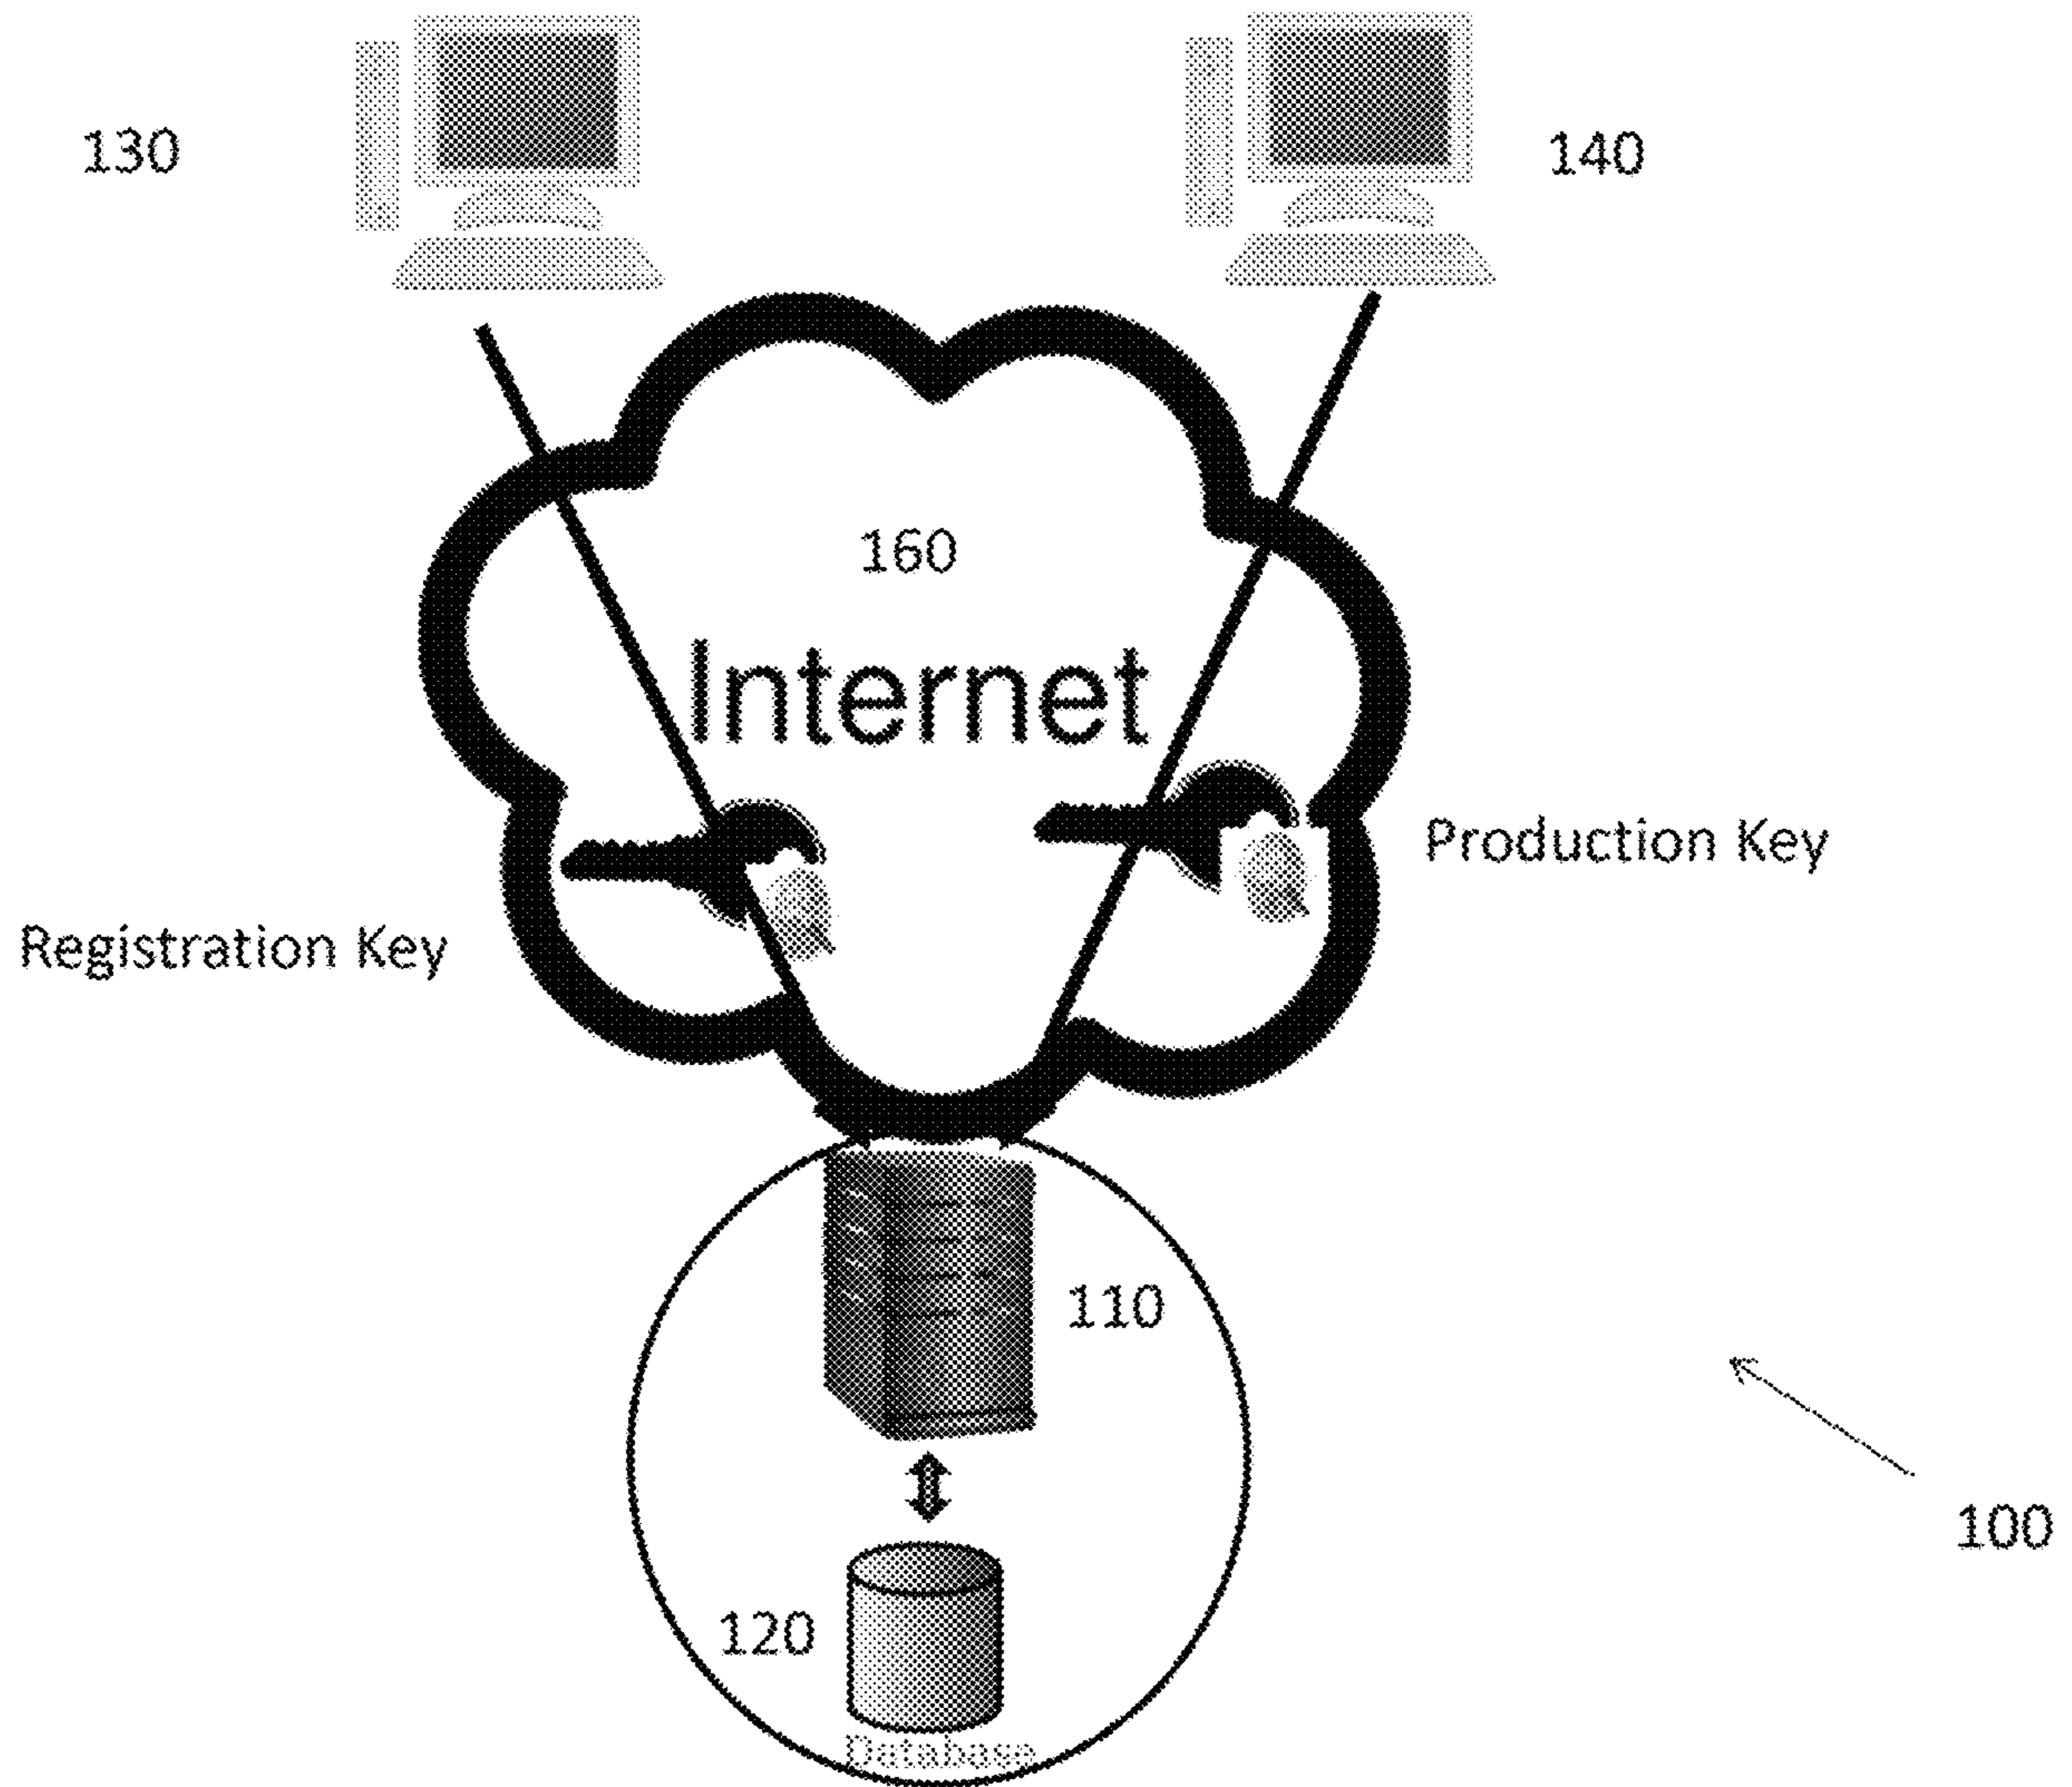 130
140
160
Internet
Production Key
Registration Key
110
100
120
Database